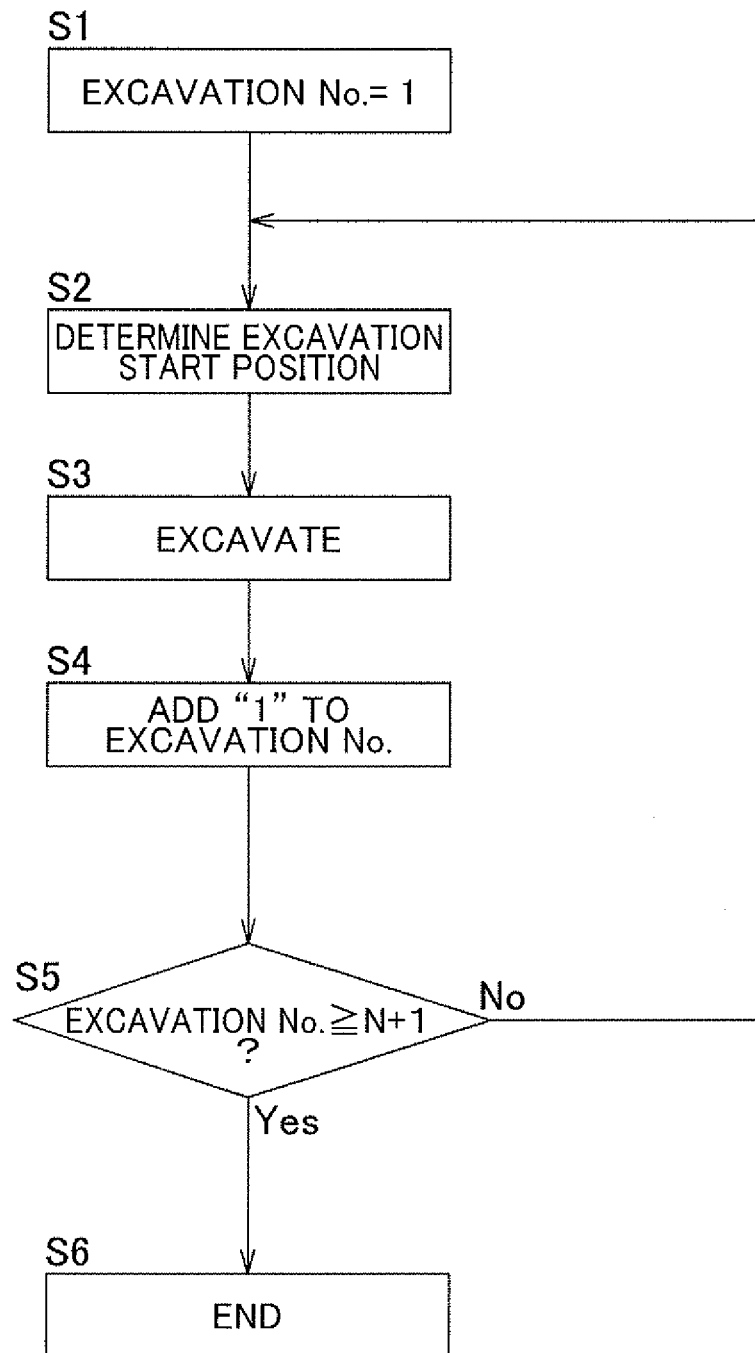 S1
EXCAVATION No.= 1
S2
DETERMINE EXCAVATION
START POSITION
S3
EXCAVATE
S4
ADD “1” TO
EXCAVATION No.
S5
EXCAVATION No.≧N+1
?
No
Yes
S6
END